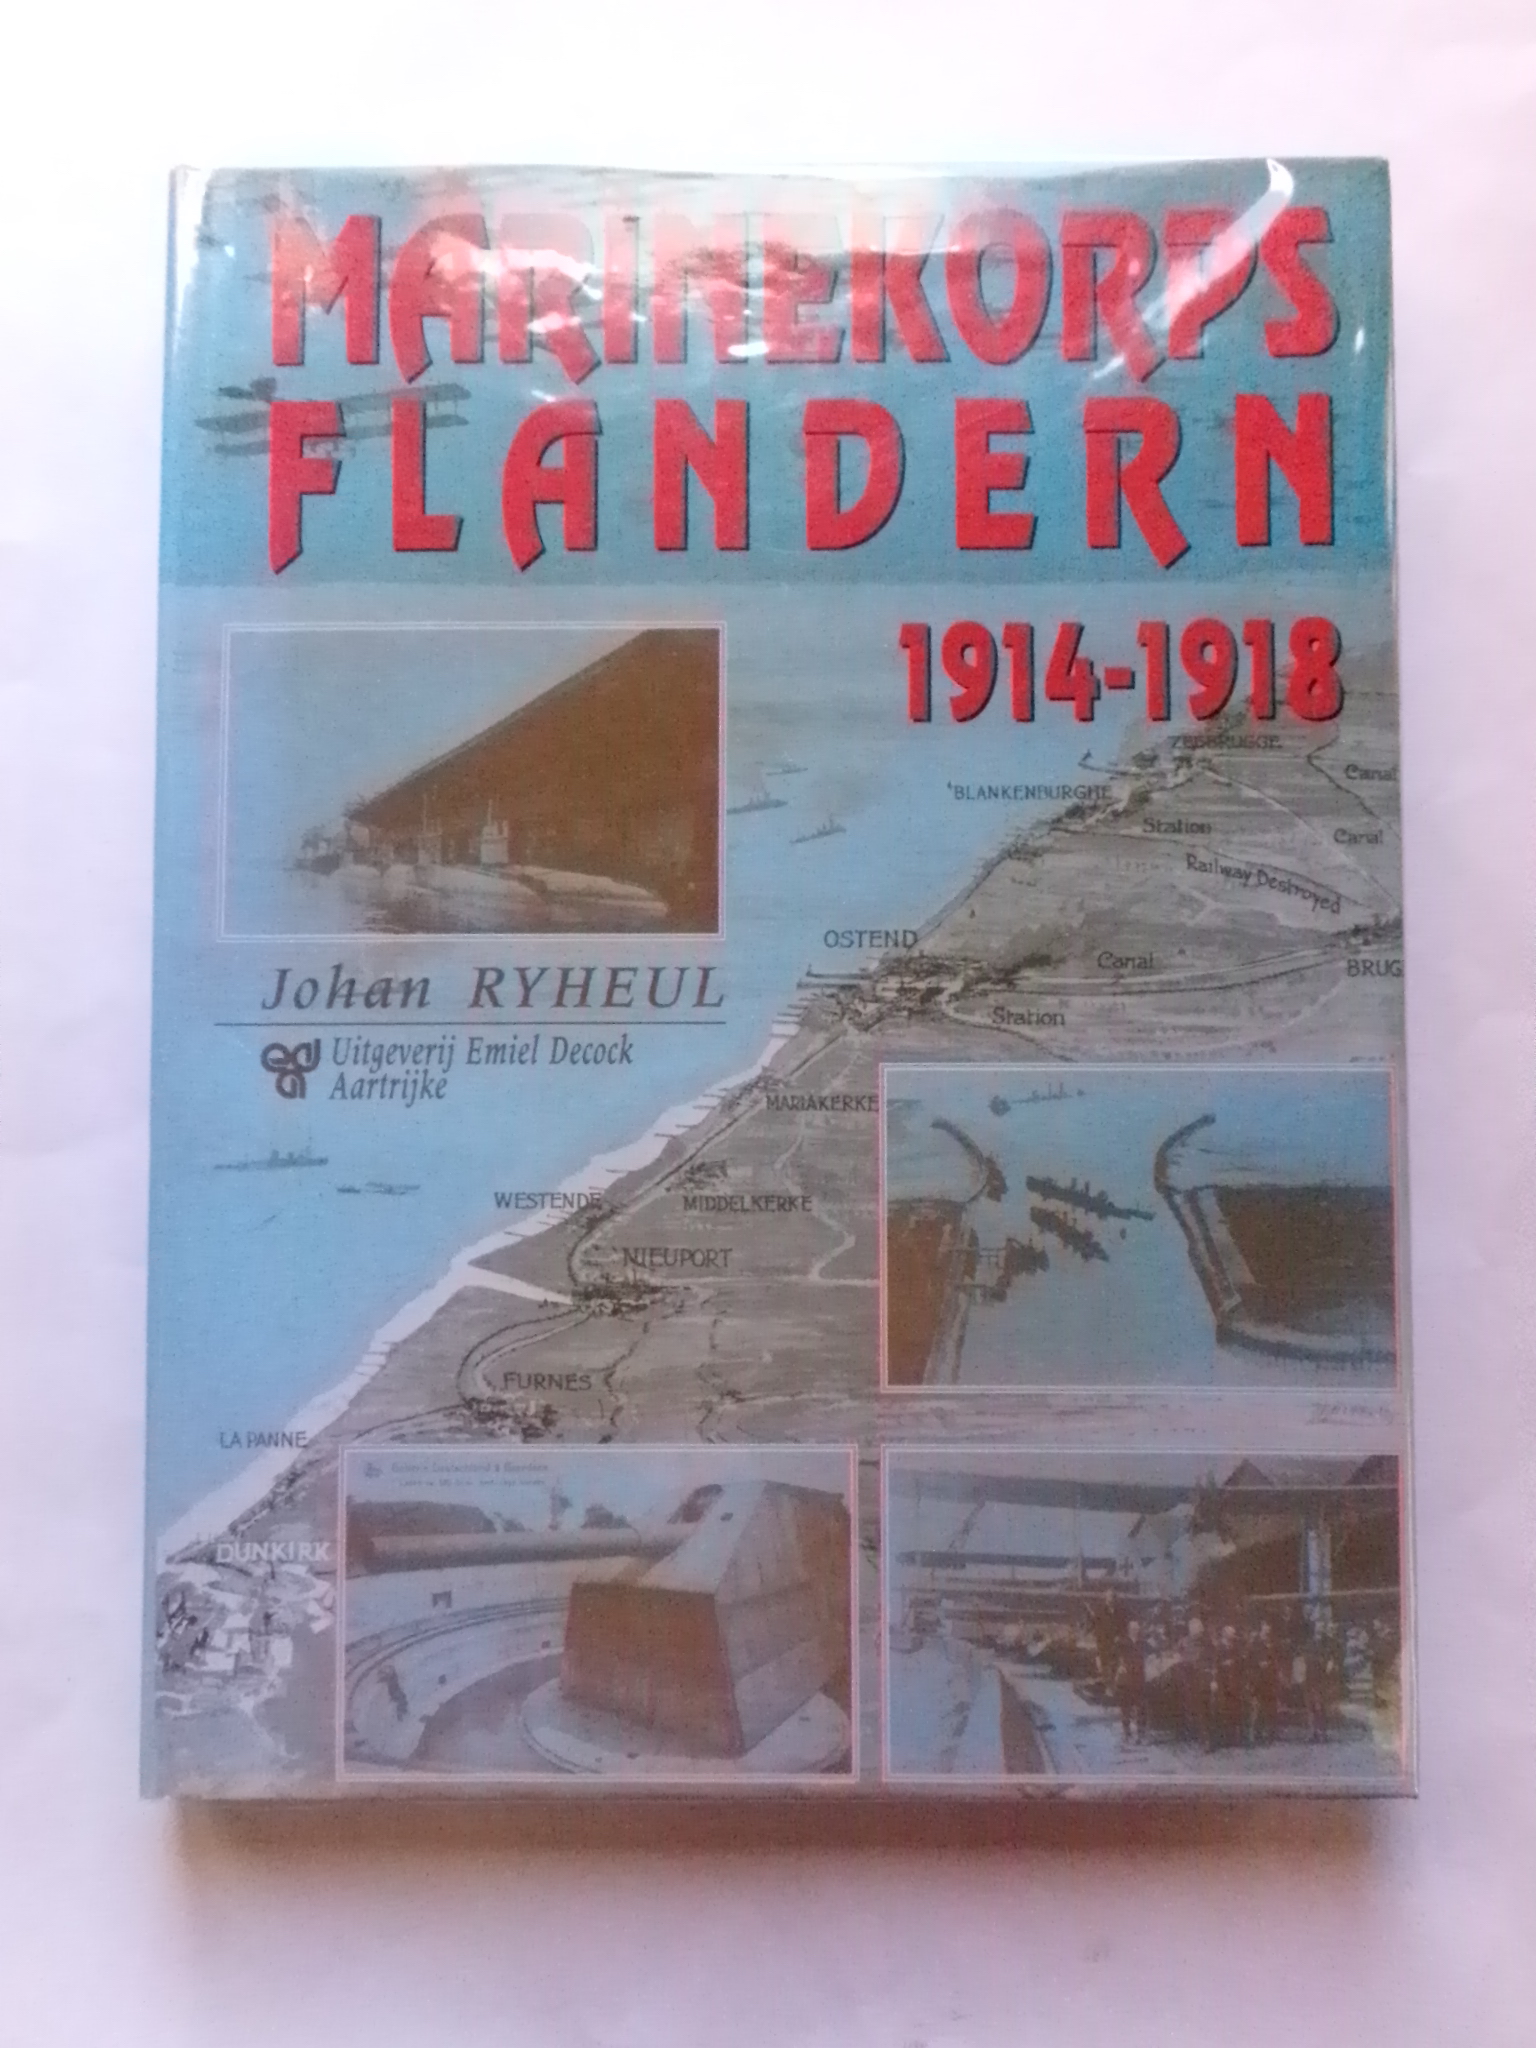 MARINEKORPS
FLANDERN
1914-1918
ZEEBRUGGE
Canal
BLANKENBURGHE
Station
Canal
Railway Destroyed
OSTEND
Canal
BRUG
Station
Johan RYHEUL
Uitgeverij Emiel Decock
Aartrijke
MARIAKERKE
WESTENDE
MIDDELKERKE
NIEUPORT
FURNES
LA PANNE
DUNKIRK